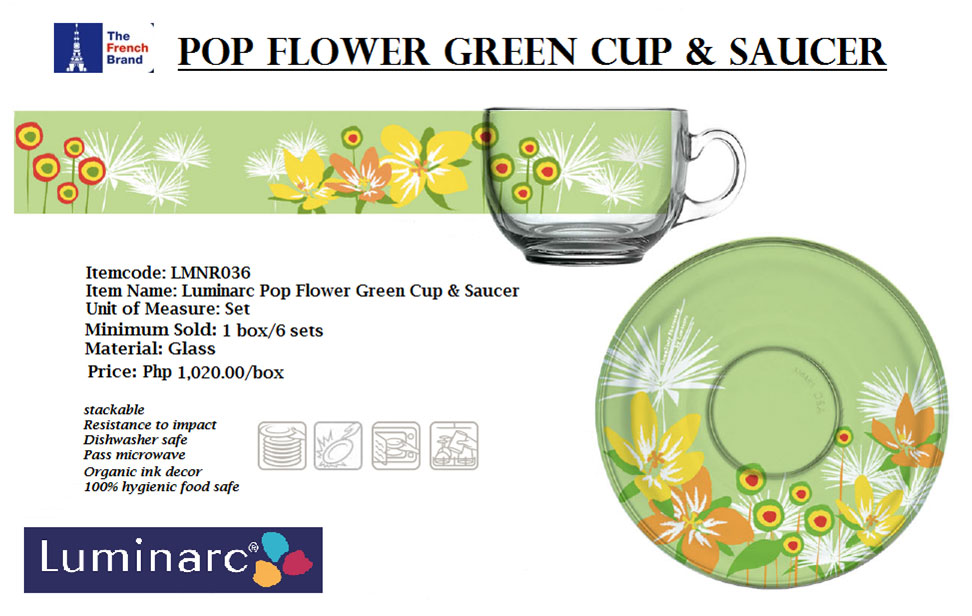 The
French
Brand
POP FLOWER GREEN CUP & SAUCER
Itemcode: LMNR036
Item Name: Luminarc Pop Flower Green Cup & Saucer
Unit of Measure: Set
Minimum Sold: 1 box/6 sets
Material: Glass
Price: Php 1,020.00/box
stackable
Resistance to impact
Dishwasher safe
Pass microwave
Organic ink decor
100% hygienic food safe
Luminarc®